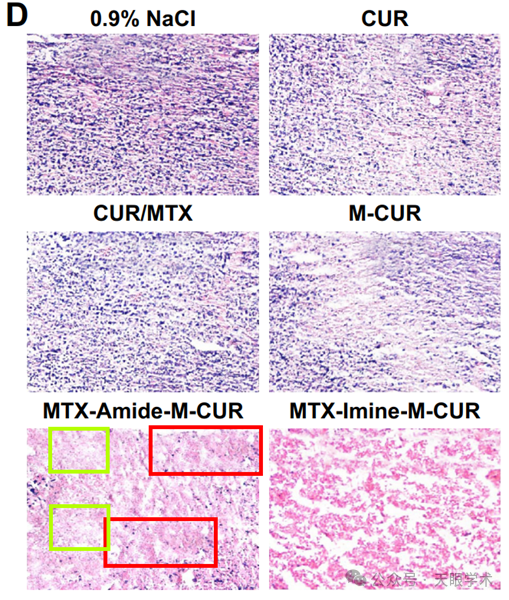 D
0.9% NaCl
CUR
CUR/MTX
M-CUR
MTX-Amide-M-CUR
MTX-Imine-M-CUR
公众号 · 天眼学术